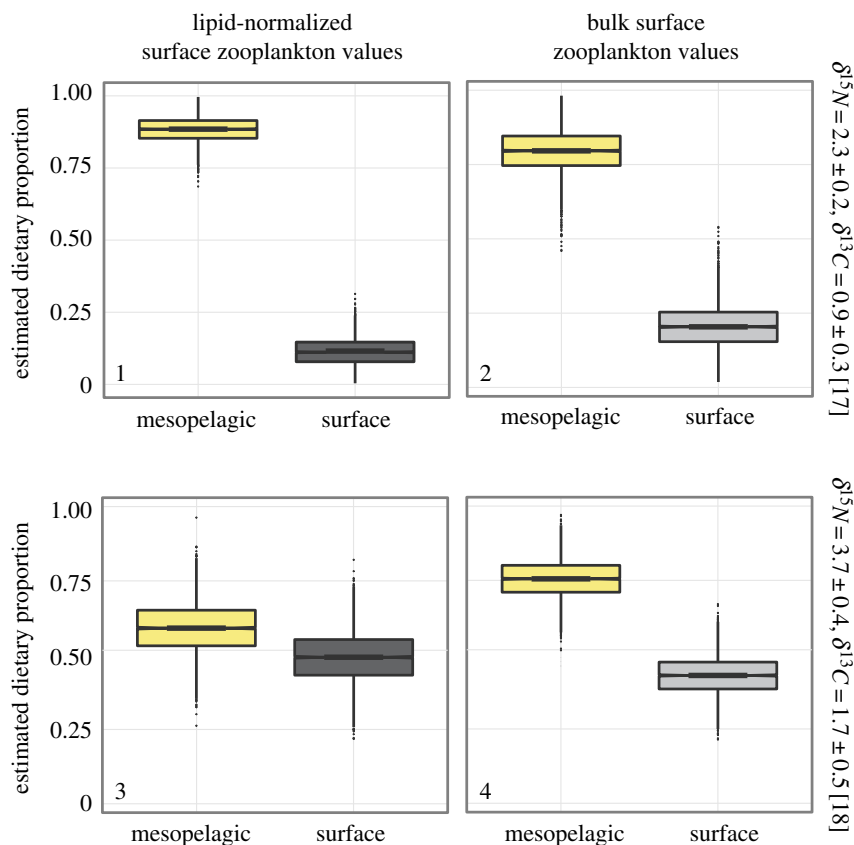 lipid-normalized
surface zooplankton values
bulk surface
zooplankton values
estimated dietary proportion
1.00
0.75
0.50
0.25
0
1
2
mesopelagic
surface
mesopelagic
surface
δ¹⁵N = 2.3 ± 0.2, δ¹³C = 0.9 ± 0.3 [17]
estimated dietary proportion
1.00
0.75
0.50
0.25
0
3
4
mesopelagic
surface
mesopelagic
surface
δ¹⁵N = 3.7 ± 0.4, δ¹³C = 1.7 ± 0.5 [18]